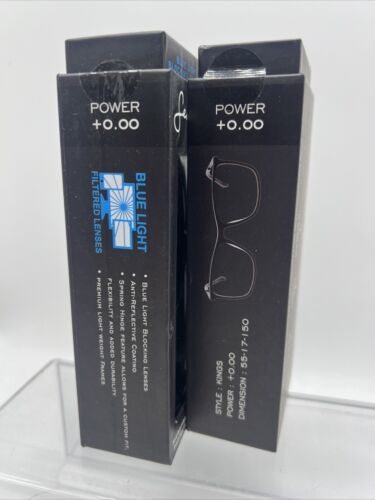 POWER
+0.00
BLUE LIGHT
FILTERED LENSES
• BLUE LIGHT BLOCKING LENSES
• ANTI-REFLECTIVE COATING
• SPRING HINGE FEATURE ALLOWS FOR A CUSTOM FIT,
FLEXIBILITY AND ADDED DURABILITY
• PREMIUM LIGHT WEIGHT FRAMES
POWER
+0.00
DIMENSION : 55-17-150
POWER : +0.00
STYLE : KINGS